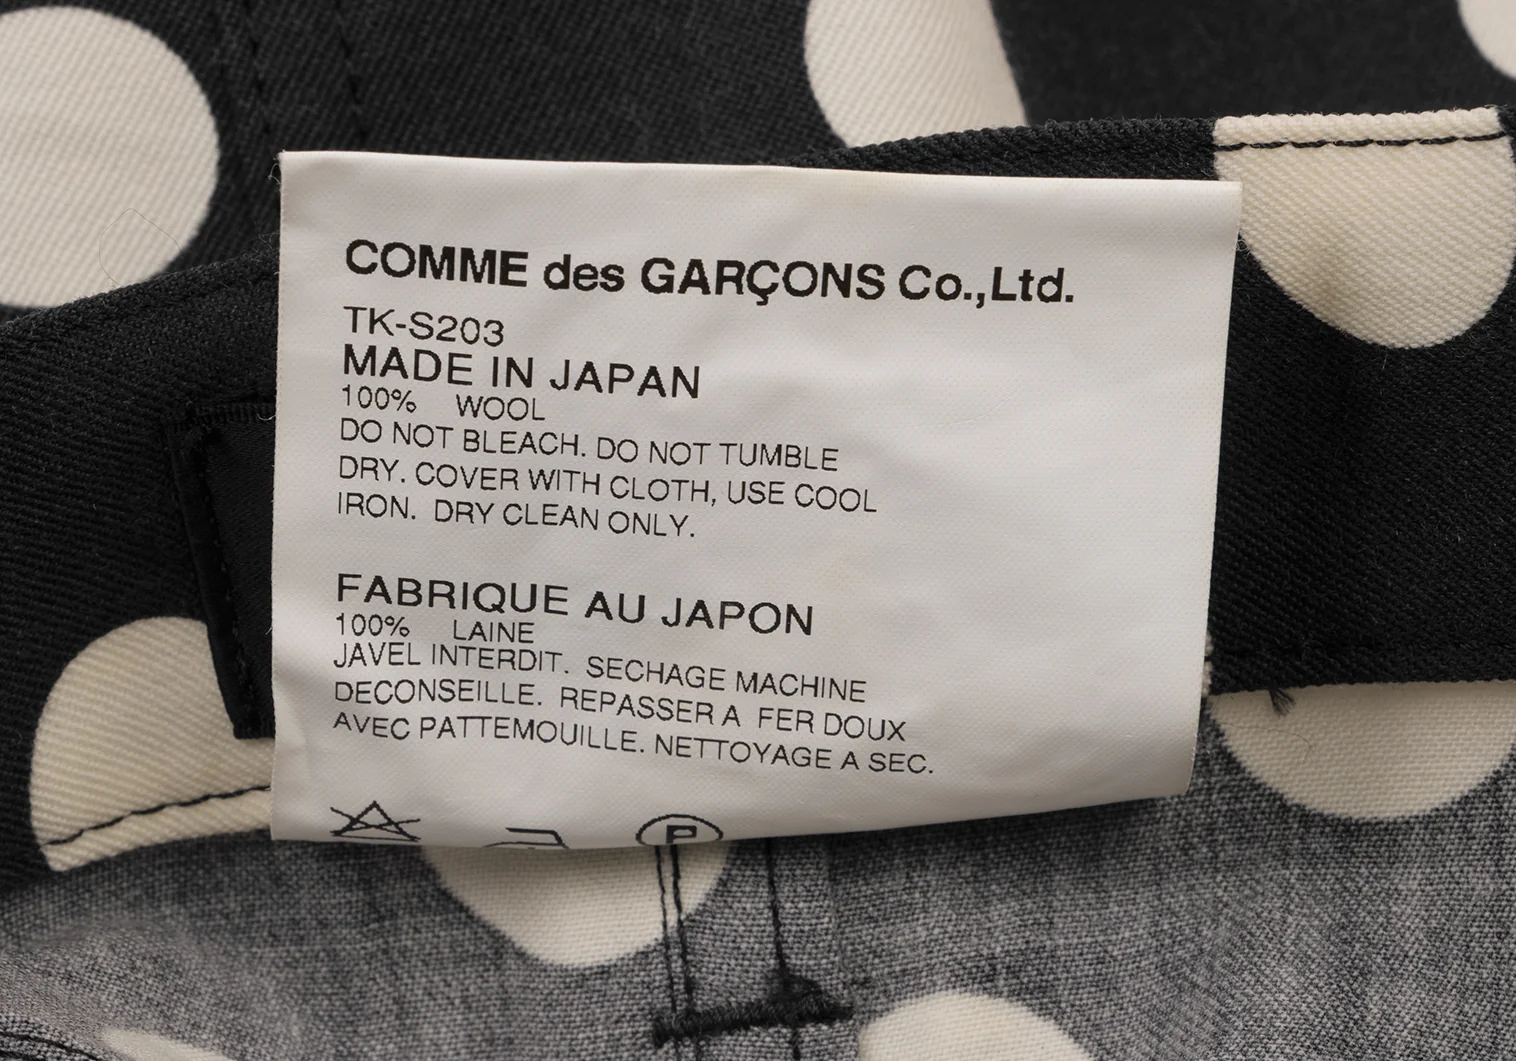 COMME des GARÇONS Co.,Ltd.
TK-S203
MADE IN JAPAN
100% WOOL
DO NOT BLEACH. DO NOT TUMBLE
DRY. COVER WITH CLOTH, USE COOL
IRON. DRY CLEAN ONLY.
FABRIQUE AU JAPON
100% LAINE
JAVEL INTERDIT. SECHAGE MACHINE
DECONSEILLE. REPASSER A FER DOUX
AVEC PATTEMOUILLE. NETTOYAGE A SEC.
P